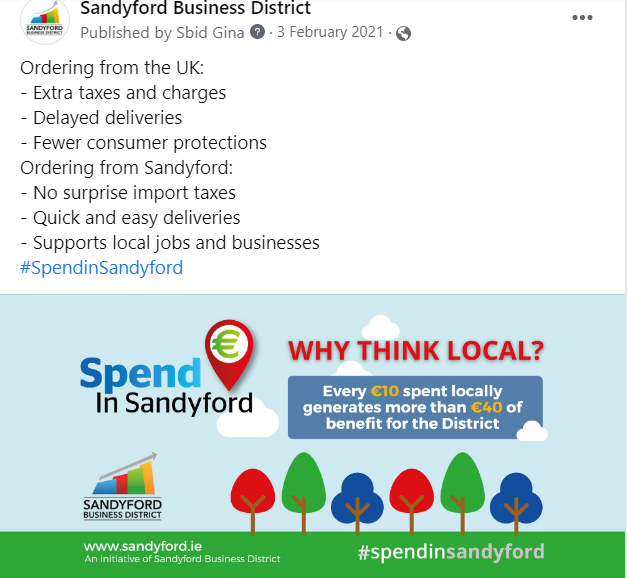 Sandyford Business District
Published by Sbid Gina · 3 February 2021 ·
Ordering from the UK:
- Extra taxes and charges
- Delayed deliveries
- Fewer consumer protections
Ordering from Sandyford:
- No surprise import taxes
- Quick and easy deliveries
- Supports local jobs and businesses
#SpendinSandyford
Spend
In Sandyford
€
WHY THINK LOCAL?
Every €10 spent locally
generates more than €40 of
benefit for the District
SANDYFORD
BUSINESS DISTRICT
www.sandyford.ie
An initiative of Sandyford Business District
#spendinsandyford